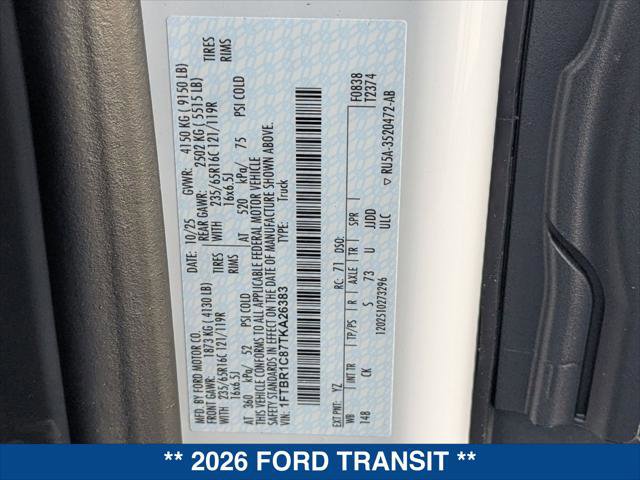 MFD. BY FORD MOTOR CO.
DATE: 10/25 GVWR: 4150 KG ( 9150 LB)
FRONT GAWR: 1873 KG ( 4130 LB)
REAR GAWR: 2502 KG ( 5515 LB)
WITH 235/65R16C 121/119R TIRES
WITH 235/65R16C 121/119R TIRES
16x6.5J RIMS
16x6.5J RIMS
AT 360 kPa/ 52 PSI COLD
AT 520 kPa/ 75 PSI COLD
THIS VEHICLE CONFORMS TO ALL APPLICABLE FEDERAL MOTOR VEHICLE
SAFETY STANDARDS IN EFFECT ON THE DATE OF MANUFACTURE SHOWN ABOVE.
VIN: 1FTBR1C87TKA26383
TYPE: Truck
F0838
T2374
EXT PNT: YZ RC: 71 DSO:
WB INT TR TP/PS R AXLE TR SPR
148 CK S 73 U JJDD
ULC
1202510273296
▽ RU5A-3520472-AB
** 2026 FORD TRANSIT **